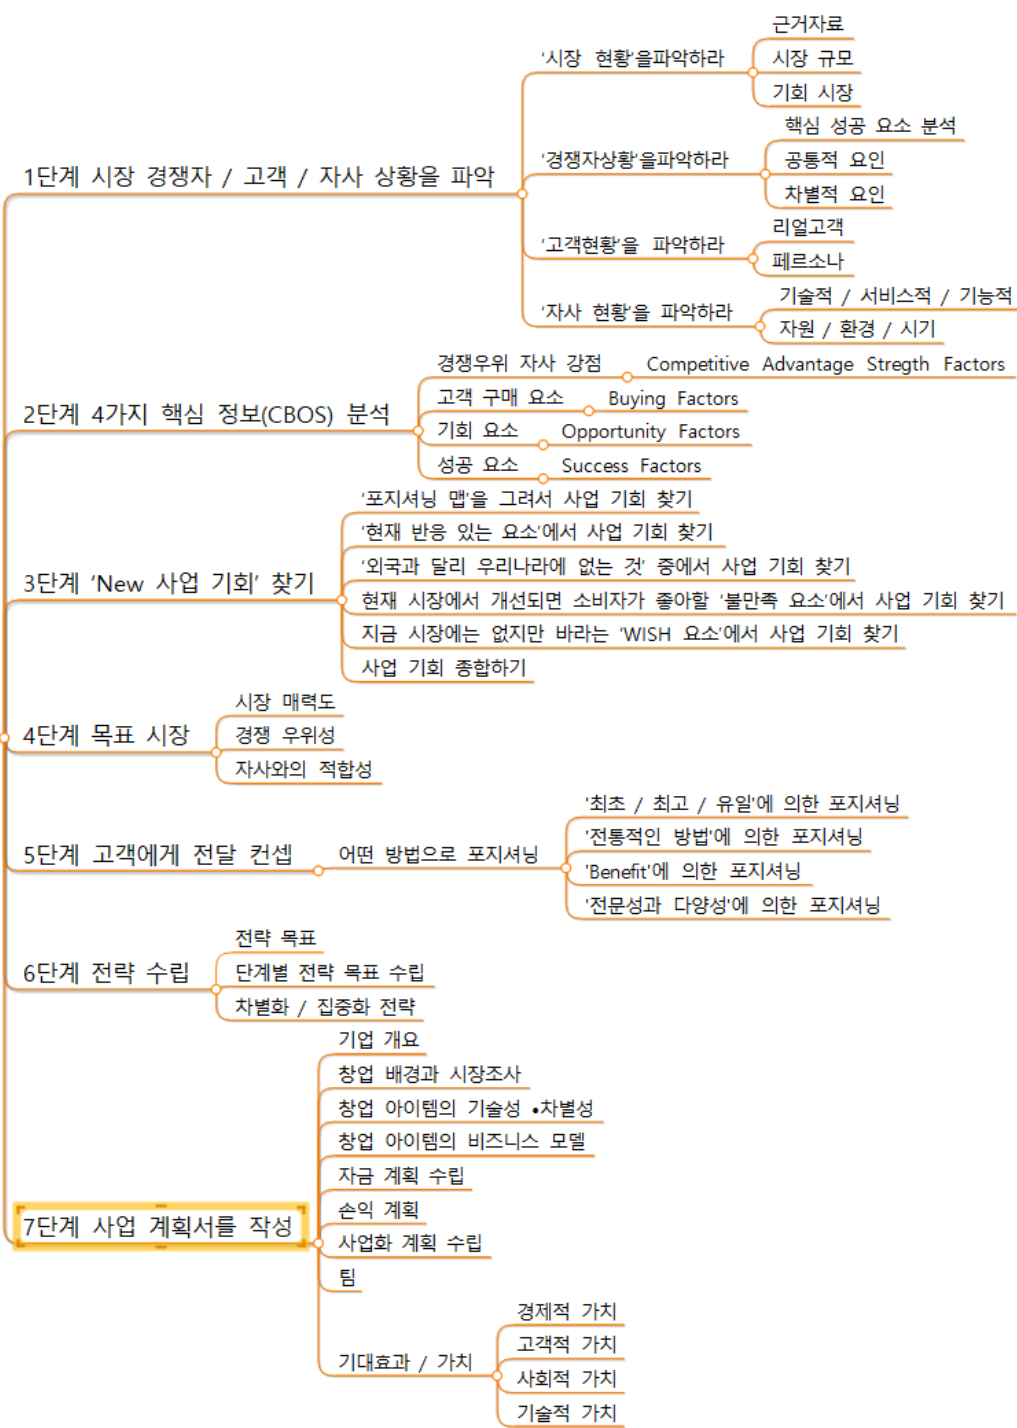 1단계 시장 경쟁자 / 고객 / 자사 상황을 파악
'시장 현황'을파악하라
근거자료
시장 규모
기회 시장
'경쟁자상황'을파악하라
핵심 성공 요소 분석
공통적 요인
차별적 요인
'고객현황'을 파악하라
리얼고객
페르소나
'자사 현황'을 파악하라
기술적 / 서비스적 / 기능적
자원 / 환경 / 시기
2단계 4가지 핵심 정보(CBOS) 분석
경쟁우위 자사 강점
Competitive Advantage Stregth Factors
고객 구매 요소
Buying Factors
기회 요소
Opportunity Factors
성공 요소
Success Factors
3단계 ‘New 사업 기회’ 찾기
‘포지셔닝 맵’을 그려서 사업 기회 찾기
‘현재 반응 있는 요소’에서 사업 기회 찾기
‘외국과 달리 우리나라에 없는 것’ 중에서 사업 기회 찾기
현재 시장에서 개선되면 소비자가 좋아할 ‘불만족 요소’에서 사업 기회 찾기
지금 시장에는 없지만 바라는 ‘WISH 요소’에서 사업 기회 찾기
사업 기회 종합하기
4단계 목표 시장
시장 매력도
경쟁 우위성
자사와의 적합성
5단계 고객에게 전달 컨셉
어떤 방법으로 포지셔닝
'최초 / 최고 / 유일'에 의한 포지셔닝
'전통적인 방법'에 의한 포지셔닝
'Benefit'에 의한 포지셔닝
'전문성과 다양성'에 의한 포지셔닝
6단계 전략 수립
전략 목표
단계별 전략 목표 수립
차별화 / 집중화 전략
7단계 사업 계획서를 작성
기업 개요
창업 배경과 시장조사
창업 아이템의 기술성 •차별성
창업 아이템의 비즈니스 모델
자금 계획 수립
손익 계획
사업화 계획 수립
팀
기대효과 / 가치
경제적 가치
고객적 가치
사회적 가치
기술적 가치